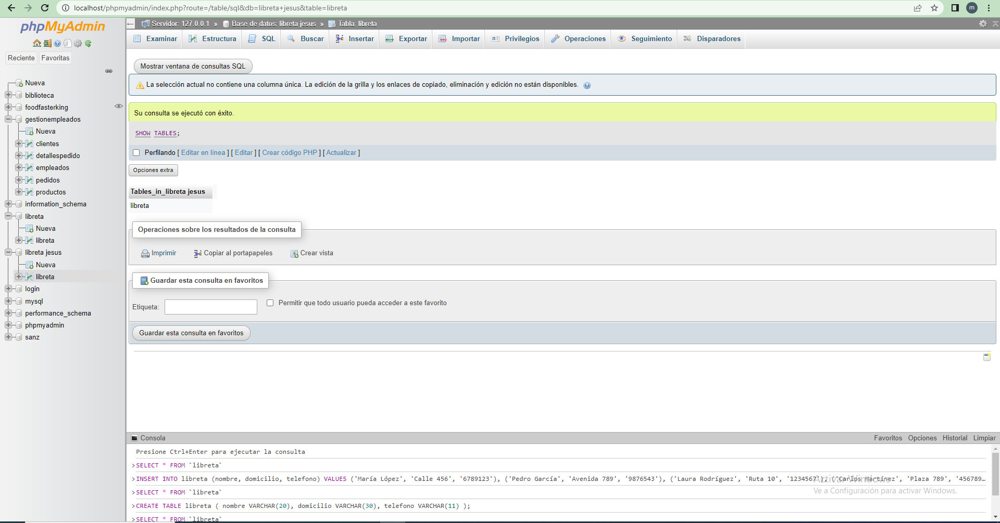 localhost/phpmyadmin/index.php?route=/table/sql&db=libreta+jesus&table=libreta
m
phpMyAdmin
Reciente Favoritas
Nueva
biblioteca
foodfasterking
gestionempleados
Nueva
clientes
detallespedido
empleados
pedidos
productos
information_schema
libreta
Nueva
libreta
libreta jesus
Nueva
libreta
login
mysql
performance_schema
phpmyadmin
sanz
Servidor: 127.0.0.1 » Base de datos: libreta jesus » Tabla: libreta
Examinar Estructura SQL Buscar Insertar Exportar Importar Privilegios Operaciones Seguimiento Disparadores
Mostrar ventana de consultas SQL
La selección actual no contiene una columna única. La edición de la grilla y los enlaces de copiado, eliminación y edición no están disponibles.
Su consulta se ejecutó con éxito.
SHOW TABLES;
Perfilando [ Editar en línea ] [ Editar ] [ Crear código PHP ] [ Actualizar ]
Opciones extra
Tables_in_libreta jesus
libreta
Operaciones sobre los resultados de la consulta
Imprimir Copiar al portapapeles Crear vista
Guardar esta consulta en favoritos
Etiqueta: Permitir que todo usuario pueda acceder a este favorito
Guardar esta consulta en favoritos
Consola Favoritos Opciones Historial Limpiar
Presione Ctrl+Enter para ejecutar la consulta
>SELECT * FROM `libreta`
>INSERT INTO libreta (nombre, domicilio, telefono) VALUES ('María López', 'Calle 456', '6789123'), ('Pedro García', 'Avenida 789', '9876543'), ('Laura Rodríguez', 'Ruta 10', '1234567'), ('Carlos Martínez', 'Plaza 789', '456789...
Activar Windows
Ve a Configuración para activar Windows.
>SELECT * FROM `libreta`
>CREATE TABLE libreta ( nombre VARCHAR(20), domicilio VARCHAR(30), telefono VARCHAR(11) );
>SELECT * FROM `libreta`